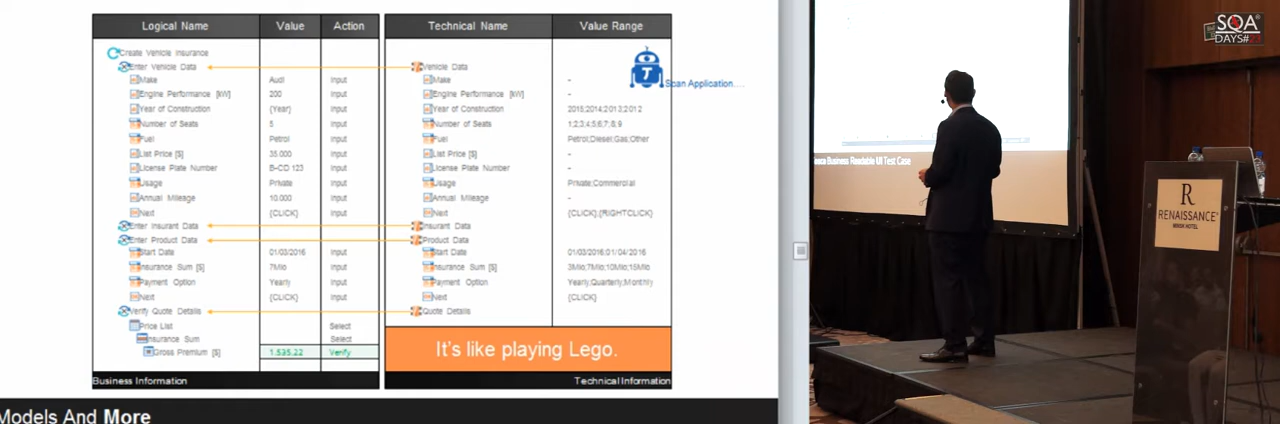 Logical Name Value Action Technical Name Value Range
Create Vehicle Insurance
Enter Vehicle Data Vehicle Data
Make Audi Input Make -
Scan Application....
Engine Performance [kW] 200 Input Engine Performance [kW] -
Year of Construction {Year} Input Year of Construction 2015;2014;2013;2012
Number of Seats 5 Input Number of Seats 1;2;3;4;5;6;7;8;9
Fuel Petrol Input Fuel Petrol;Diesel;Gas;Other
List Price [$] 35.000 Input List Price [$] -
License Plate Number B-CD 123 Input License Plate Number -
Usage Private Input Usage Private;Commercial
Annual Mileage 10.000 Input Annual Mileage -
Next {CLICK} Input Next {CLICK};{RIGHTCLICK}
Enter Insurant Data Insurant Data
Enter Product Data Product Data
Start Date 01/03/2016 Input Start Date 01/03/2016;01/04/2016
Insurance Sum [$] 7Mio Input Insurance Sum [$] 3Mio;7Mio;10Mio;15Mio
Payment Option Yearly Input Payment Option Yearly;Quarterly;Monthly
Next {CLICK} Input Next {CLICK}
Verify Quote Details Quote Details
Price List Select
Insurance Sum Select
Gross Premium [$] 1.535.22 Verify
It's like playing Lego.
Business Information Technical Information
Models And More
SQA
DAYS#21
Business Readable UI Test Case
R
RENAISSANCE®
MINSK HOTEL